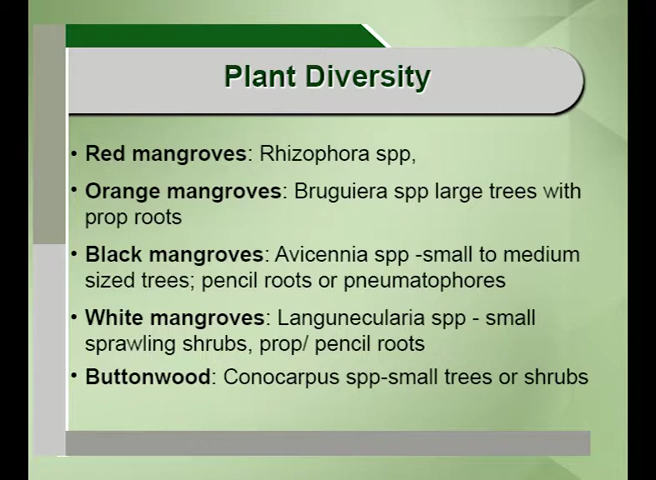 Plant Diversity
• Red mangroves: Rhizophora spp,
• Orange mangroves: Bruguiera spp large trees with
prop roots
• Black mangroves: Avicennia spp -small to medium
sized trees; pencil roots or pneumatophores
• White mangroves: Langunecularia spp - small
sprawling shrubs, prop/ pencil roots
• Buttonwood: Conocarpus spp-small trees or shrubs